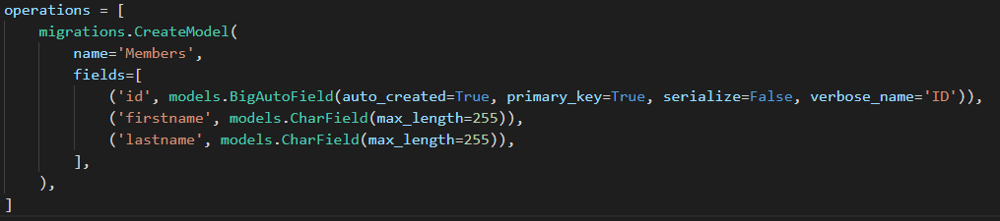 operations = [
    migrations.CreateModel(
        name='Members',
        fields=[
            ('id', models.BigAutoField(auto_created=True, primary_key=True, serialize=False, verbose_name='ID')),
            ('firstname', models.CharField(max_length=255)),
            ('lastname', models.CharField(max_length=255)),
        ],
    ),
]